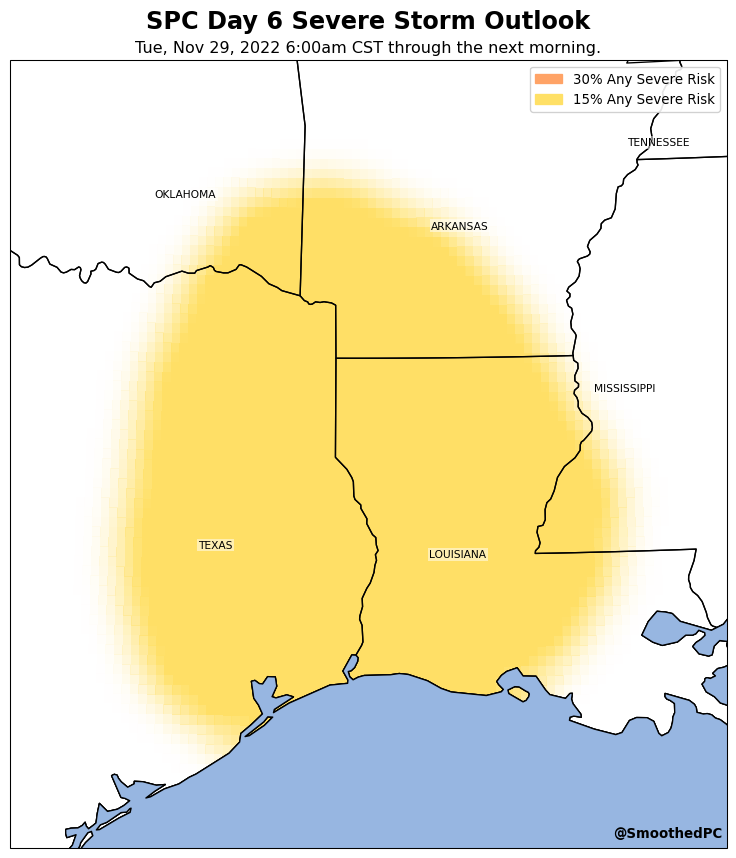 SPC Day 6 Severe Storm Outlook
Tue, Nov 29, 2022 6:00am CST through the next morning.
30% Any Severe Risk
15% Any Severe Risk
TENNESSEE
OKLAHOMA
ARKANSAS
MISSISSIPPI
TEXAS
LOUISIANA
@SmoothedPC